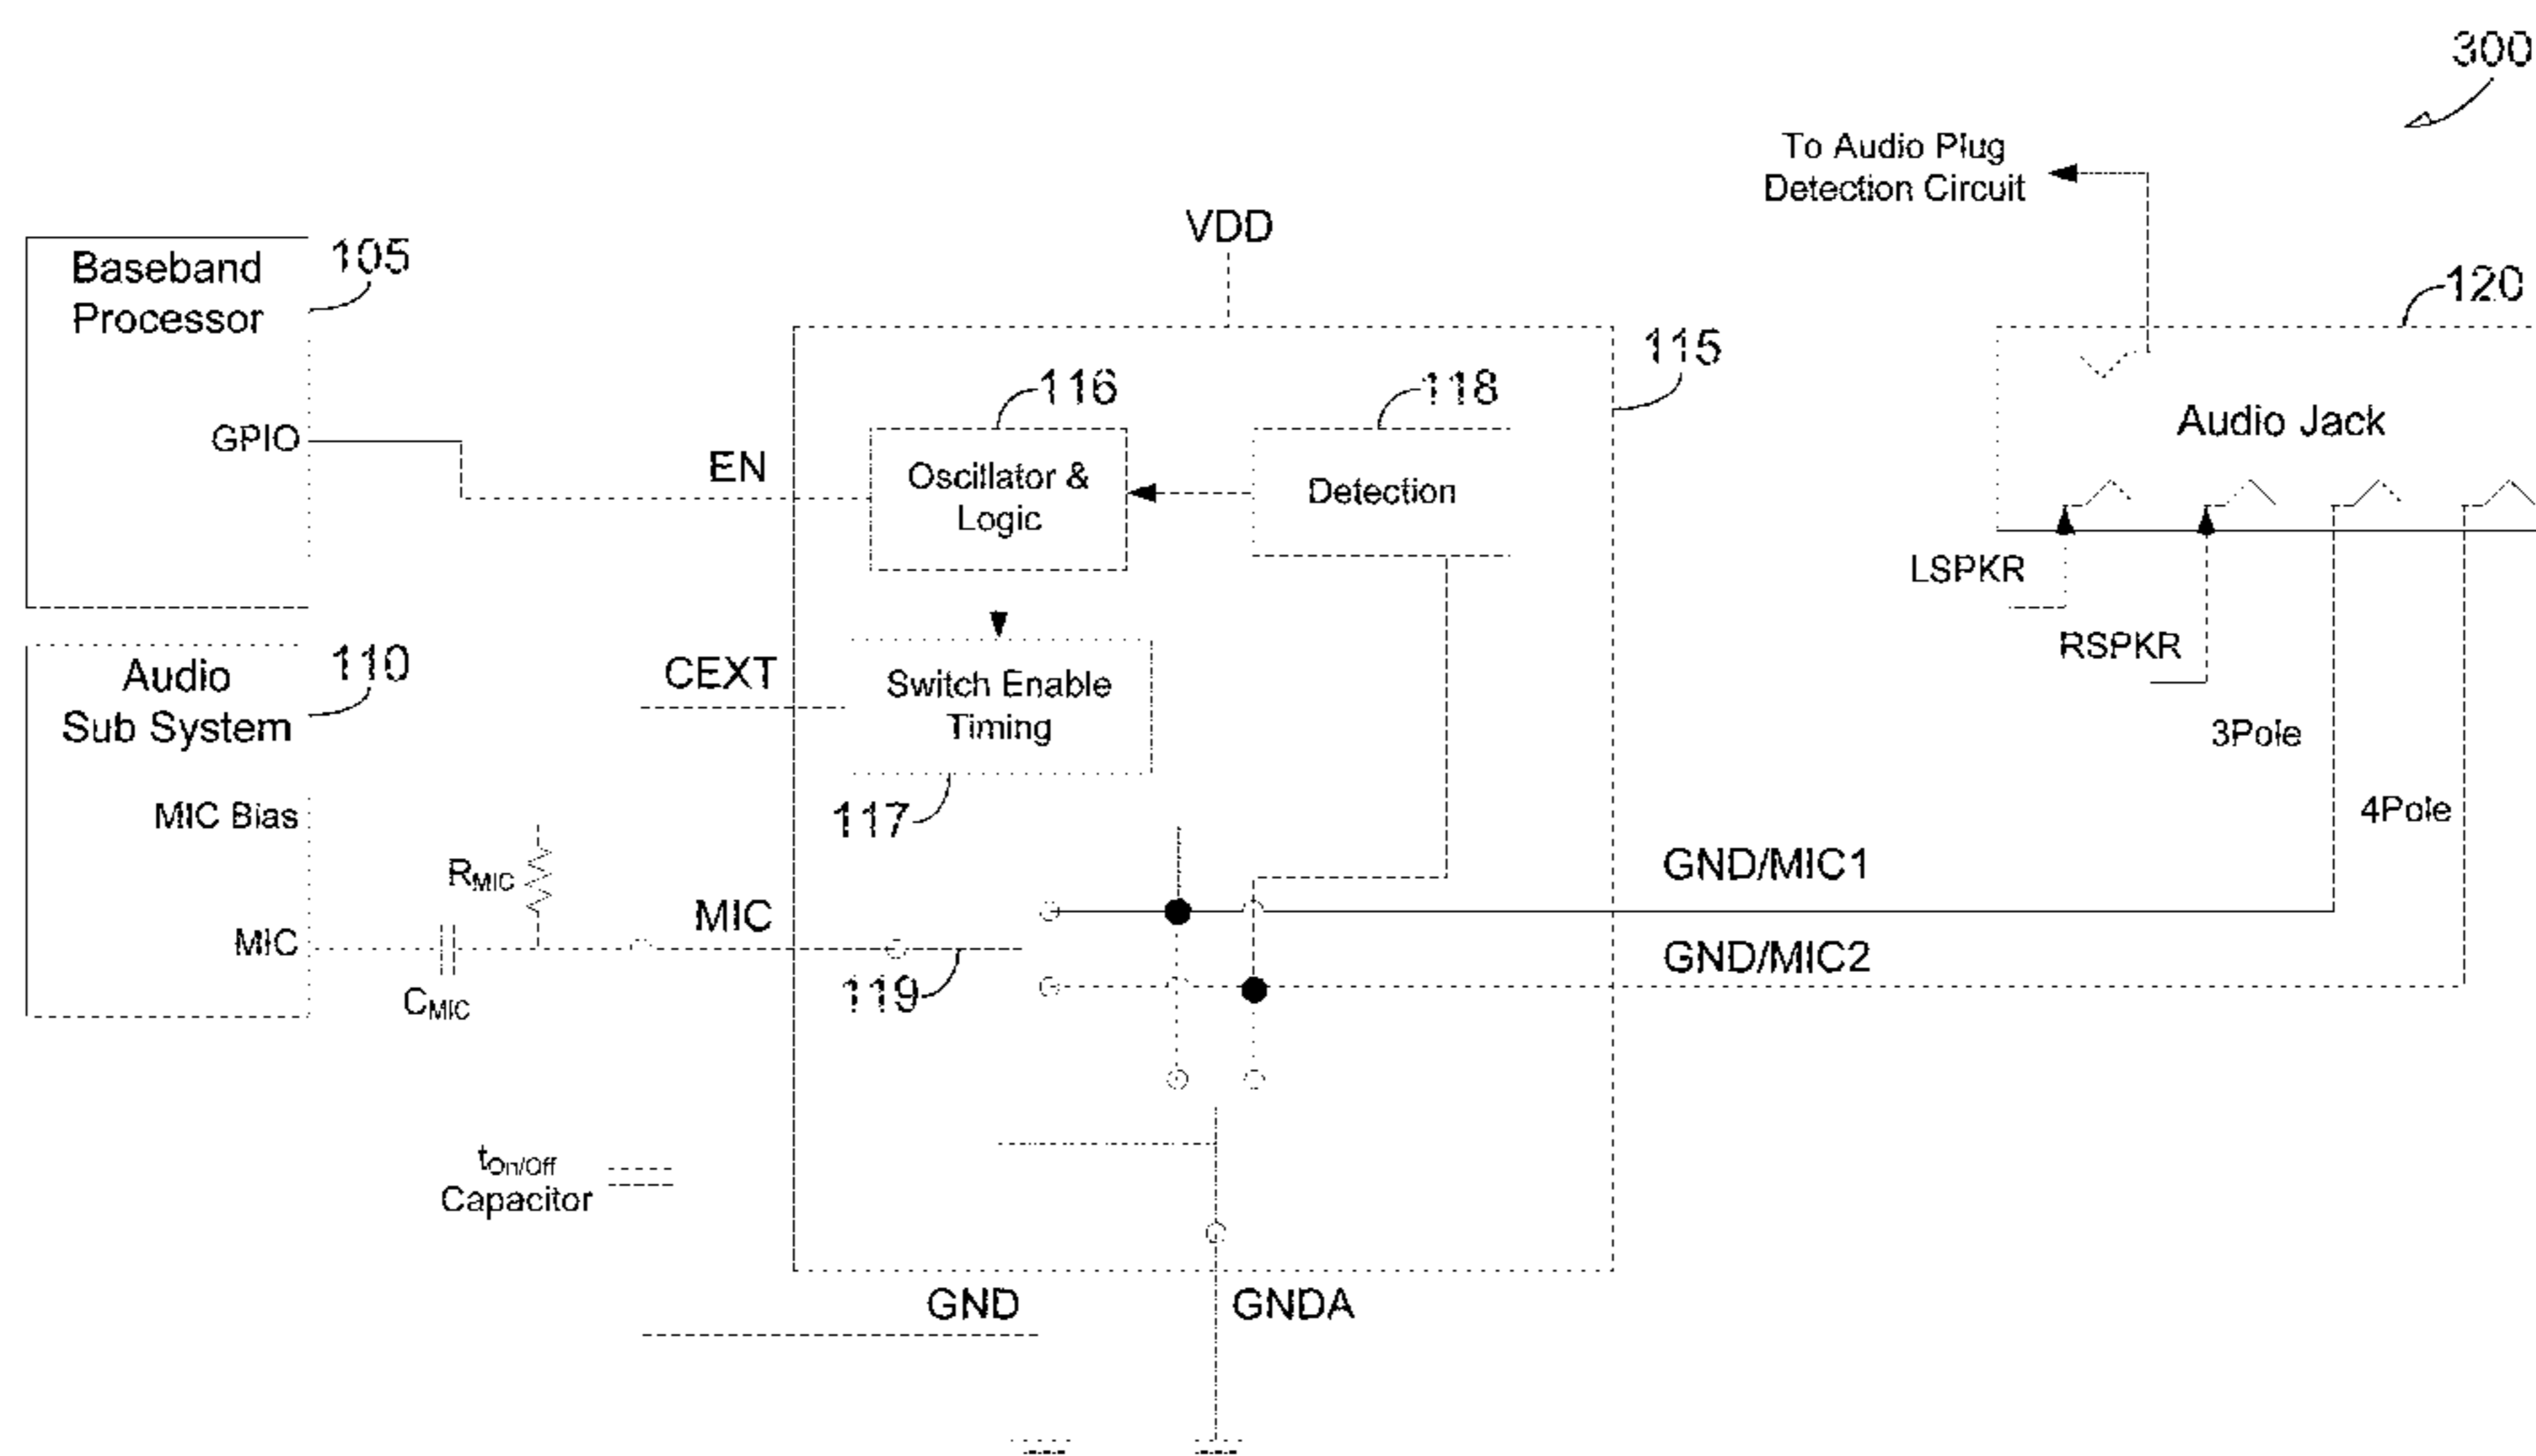 300
To Audio Plug
Detection Circuit
VDD
Baseband
Processor
105
120
115
116
118
Audio Jack
GPIO
EN
Oscillator &
Logic
Detection
LSPKR
RSPKR
Audio
Sub System
110
CEXT
Switch Enable
Timing
3Pole
MIC Bias
117
4Pole
RMIC
GND/MIC1
MIC
MIC
GND/MIC2
CMIC
119
tOn/Off
Capacitor
GND
GNDA